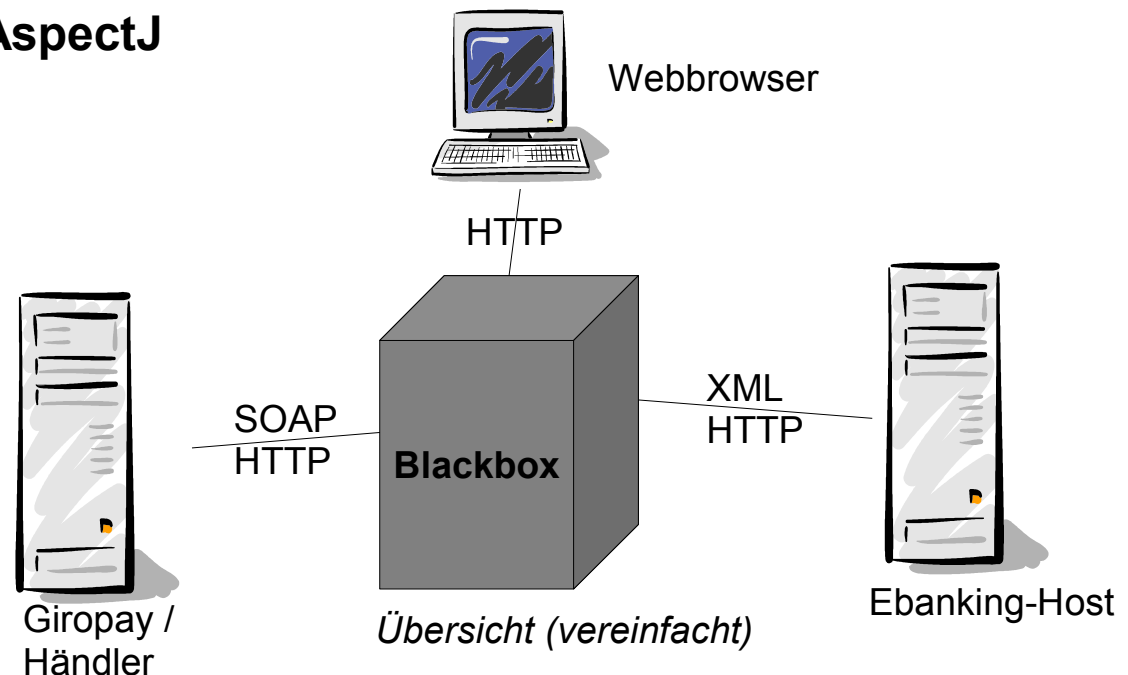 AspectJ
Webbrowser
HTTP
SOAP
HTTP
Blackbox
XML
HTTP
Giropay /
Händler
Übersicht (vereinfacht)
Ebanking-Host